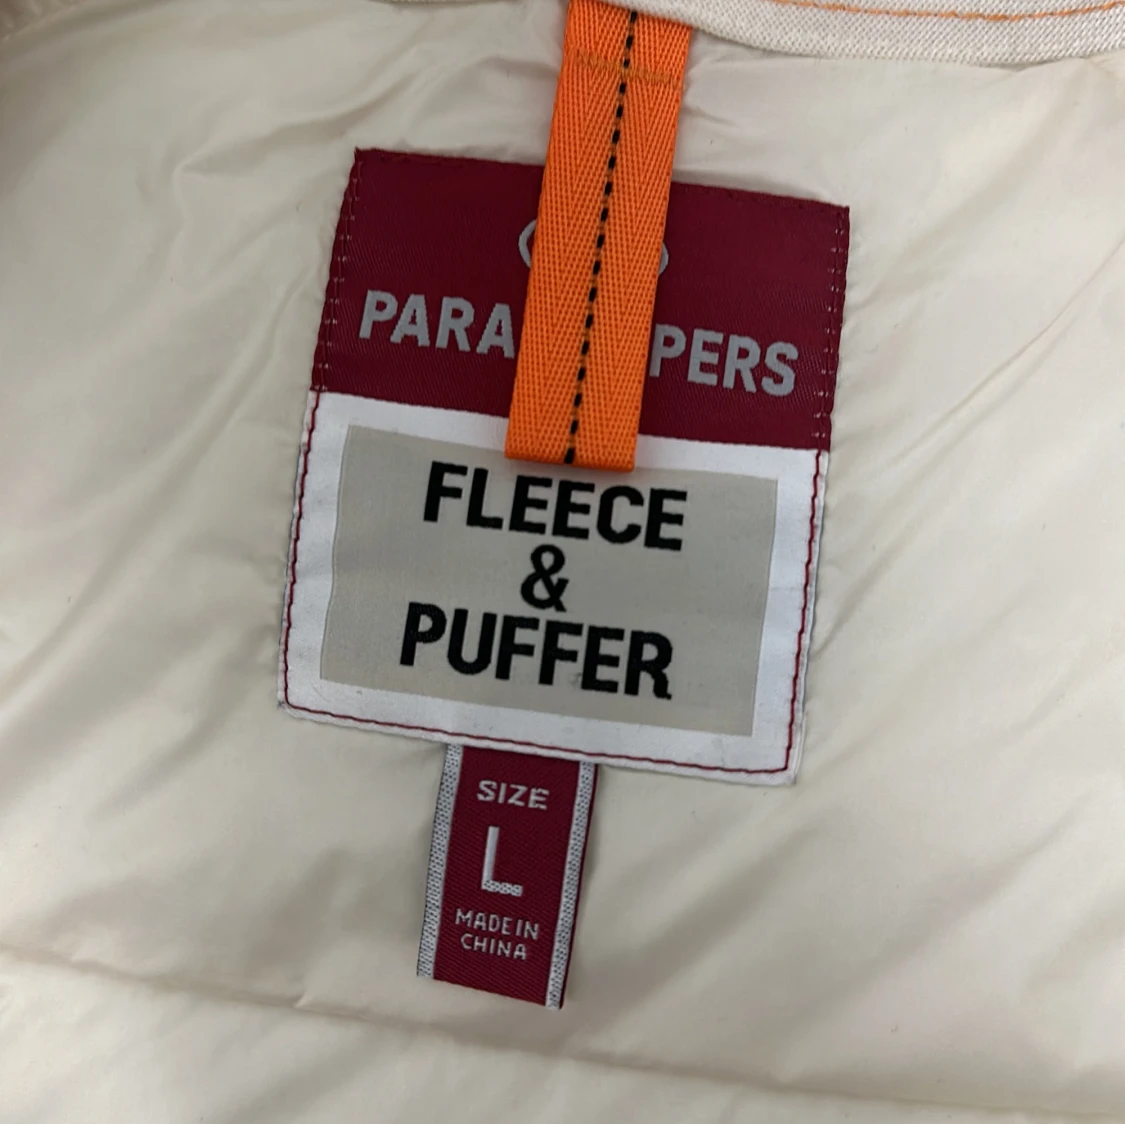 PARA PERS
FLEECE
&
PUFFER
SIZE
L
MADE IN
CHINA